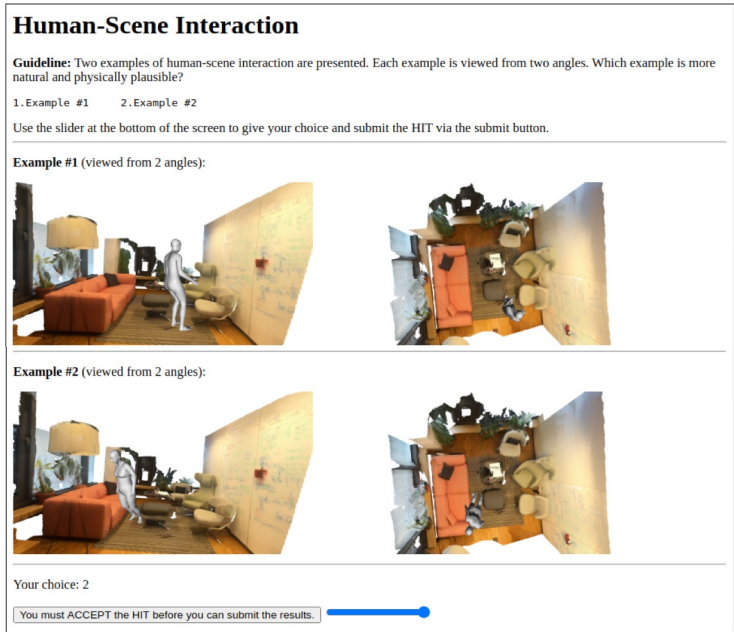 Human-Scene Interaction
Guideline: Two examples of human-scene interaction are presented. Each example is viewed from two angles. Which example is more
natural and physically plausible?
1.Example #1 2.Example #2
Use the slider at the bottom of the screen to give your choice and submit the HIT via the submit button.
Example #1 (viewed from 2 angles):
Example #2 (viewed from 2 angles):
Your choice: 2
You must ACCEPT the HIT before you can submit the results.